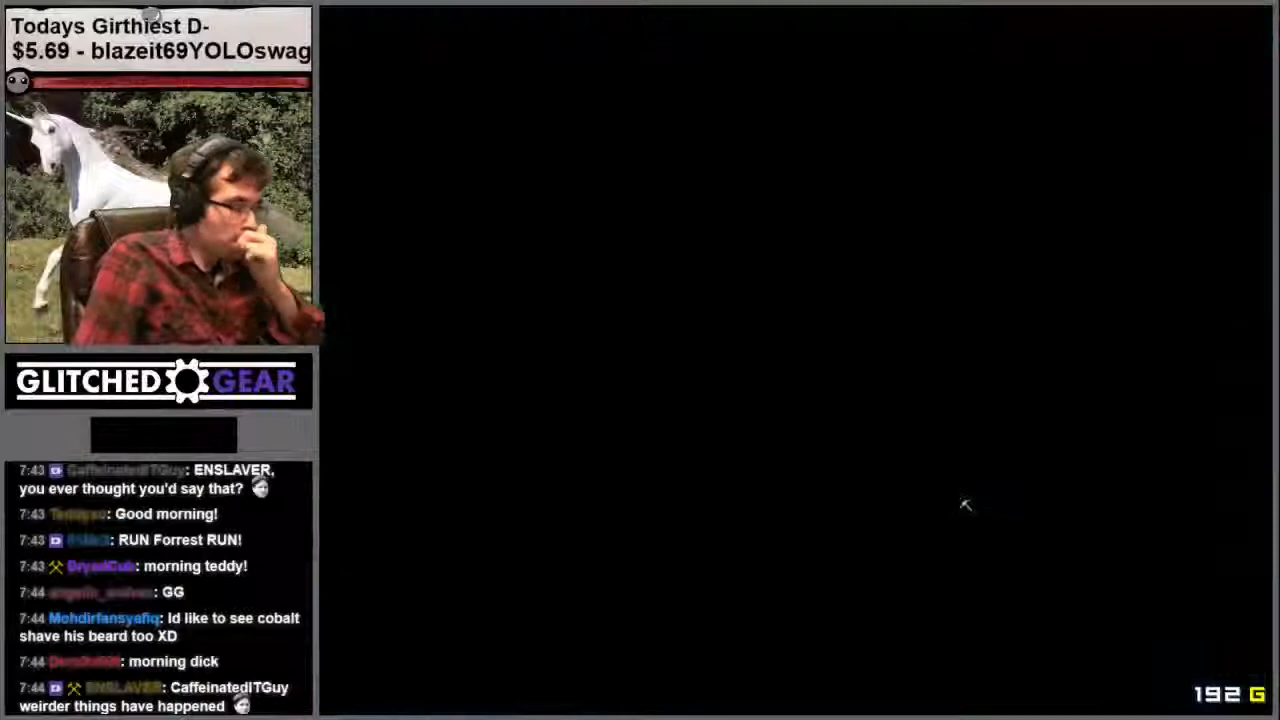 Todays Girthiest D-
$5.69 - blazeit69YOLOswag
GLITCHED GEAR
7:43 CaffeinatedITGuy: ENSLAVER,
you ever thought you'd say that?
7:43 : Good morning!
7:43 : RUN Forrest RUN!
7:43 BryadCub: morning teddy!
7:44 : GG
7:44 Mohdirfansyafiq: Id like to see cobalt
shave his beard too XD
7:44 : morning dick
7:44 ENSLAVER: CaffeinatedITGuy
weirder things have happened
192 G